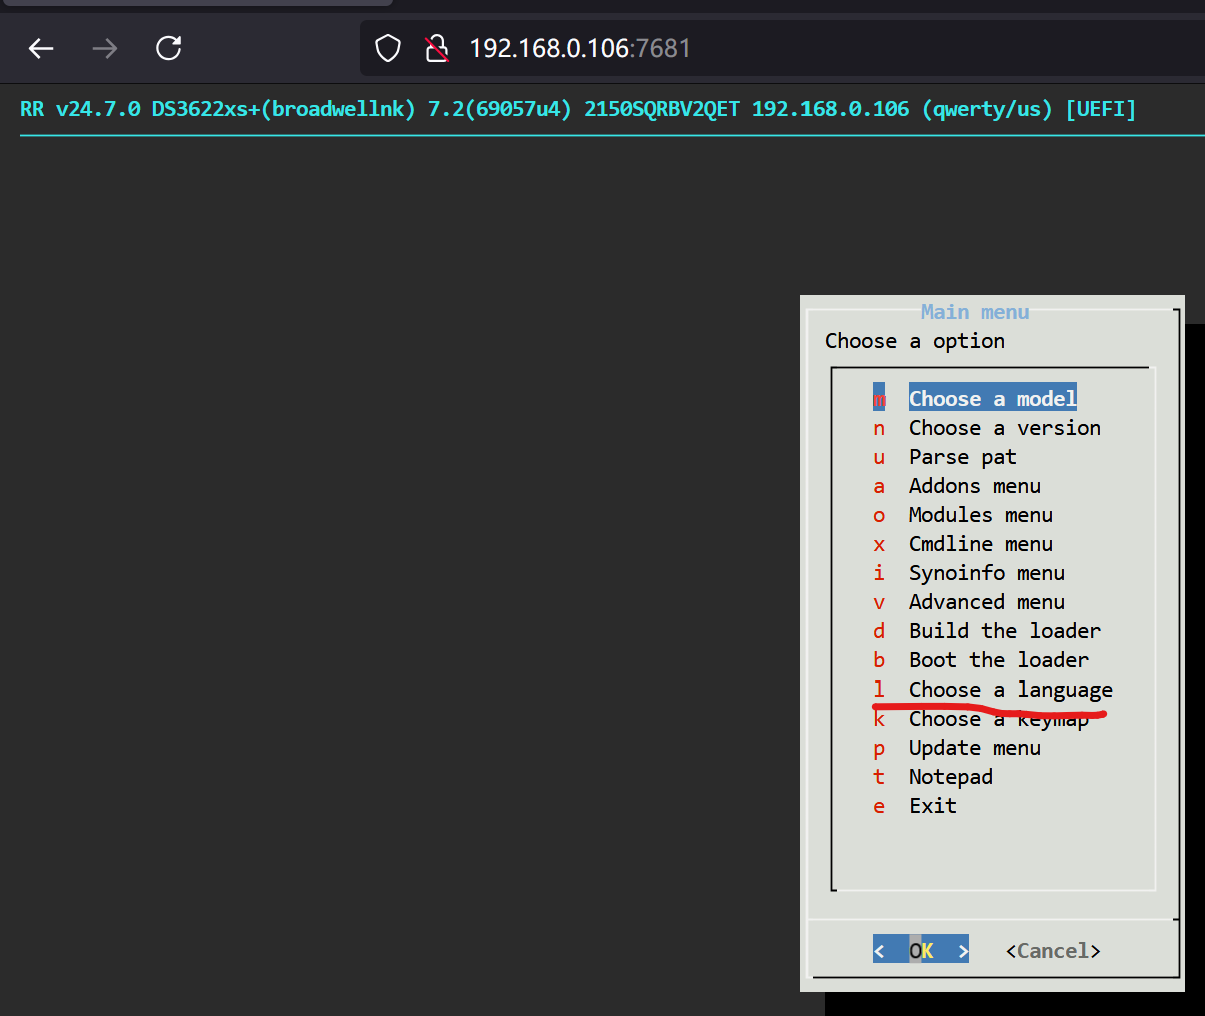 192.168.0.106:7681
RR v24.7.0 DS3622xs+(broadwellnk) 7.2(69057u4) 2150SQRBV2QET 192.168.0.106 (qwerty/us) [UEFI]
Main menu
Choose a option
m Choose a model
n Choose a version
u Parse pat
a Addons menu
o Modules menu
x Cmdline menu
i Synoinfo menu
v Advanced menu
d Build the loader
b Boot the loader
l Choose a language
k Choose a keymap
p Update menu
t Notepad
e Exit
< OK > <Cancel>